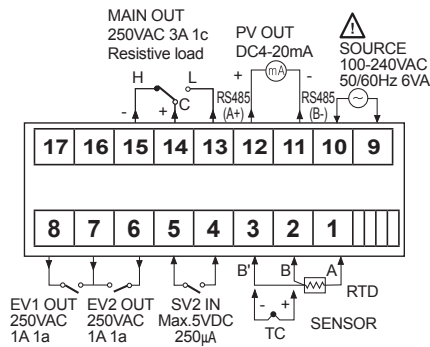 MAIN OUT
250VAC 3A 1c
Resistive load
PV OUT
DC4-20mA
SOURCE
100-240VAC
50/60Hz 6VA
H
L
C
- +
+ -
mA
RS485
(A+)
RS485
(B-)
17 16 15 14 13 12 11 10 9
8 7 6 5 4 3 2 1
B' B A
EV1 OUT
250VAC
1A 1a
EV2 OUT
250VAC
1A 1a
SV2 IN
Max.5VDC
250µA
- +
TC
RTD
SENSOR